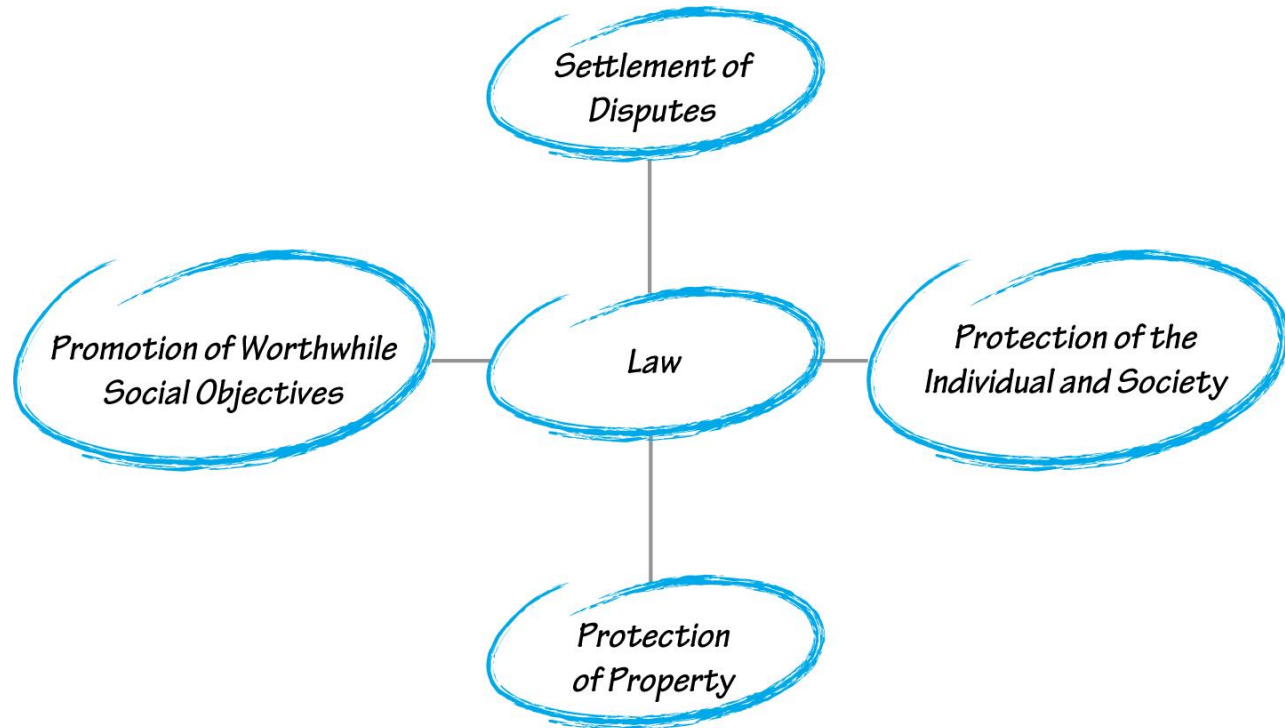 Settlement of
Disputes
Promotion of Worthwhile
Social Objectives
Law
Protection of the
Individual and Society
Protection
of Property